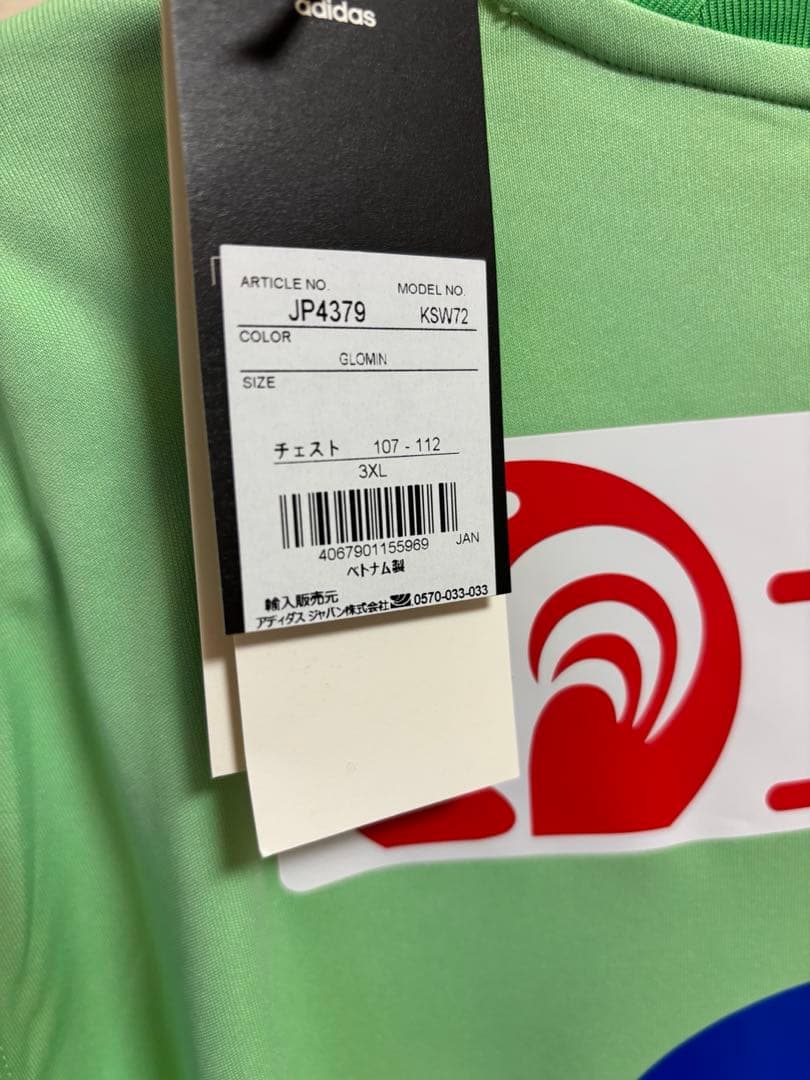 adidas
ARTICLE NO. MODEL NO.
JP4379 KSW72
COLOR
GLOMIN
SIZE
チェスト 107 - 112
3XL
4067901155969 JAN
ベトナム製
輸入販売元
アディダス ジャパン株式会社 0570-033-033